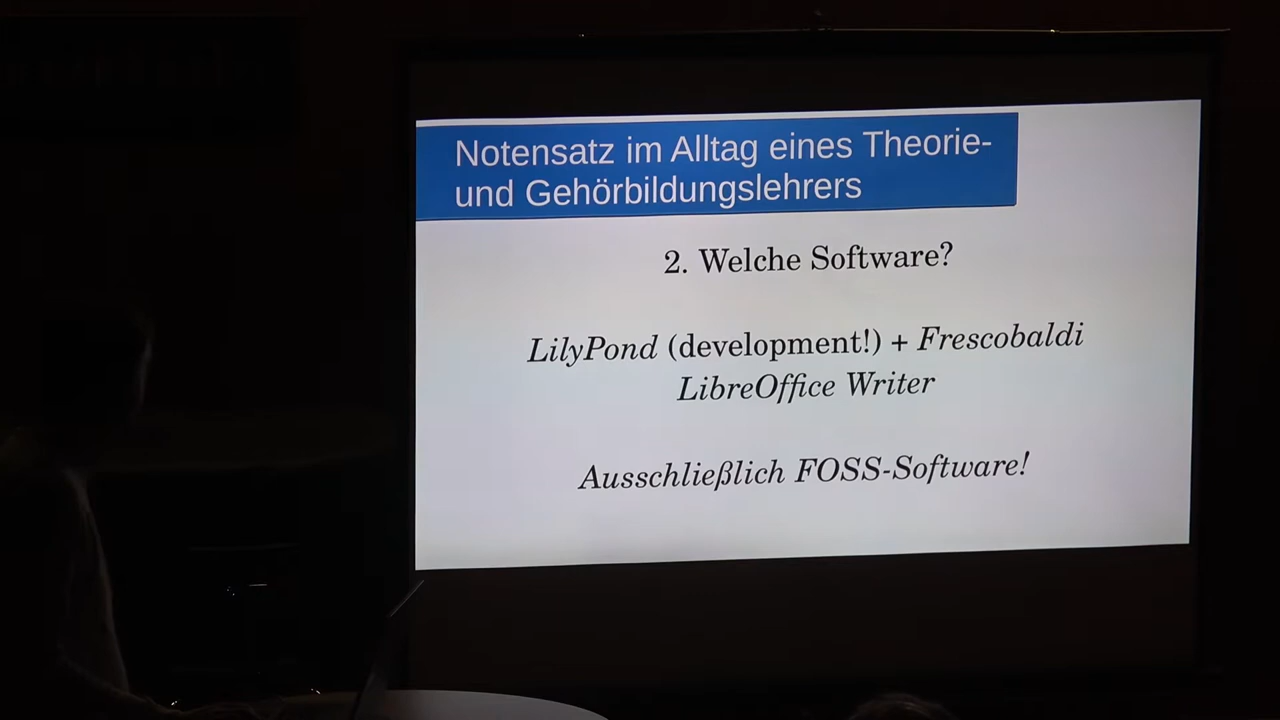 Notensatz im Alltag eines Theorie-
und Gehörbildungslehrers
2. Welche Software?
LilyPond (development!) + Frescobaldi
LibreOffice Writer
Ausschließlich FOSS-Software!